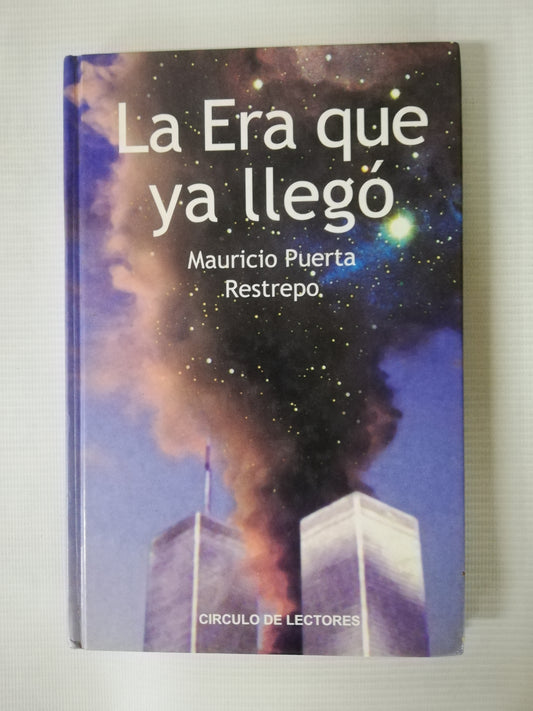 La Era que
ya llegó
Mauricio Puerta
Restrepo
CIRCULO DE LECTORES